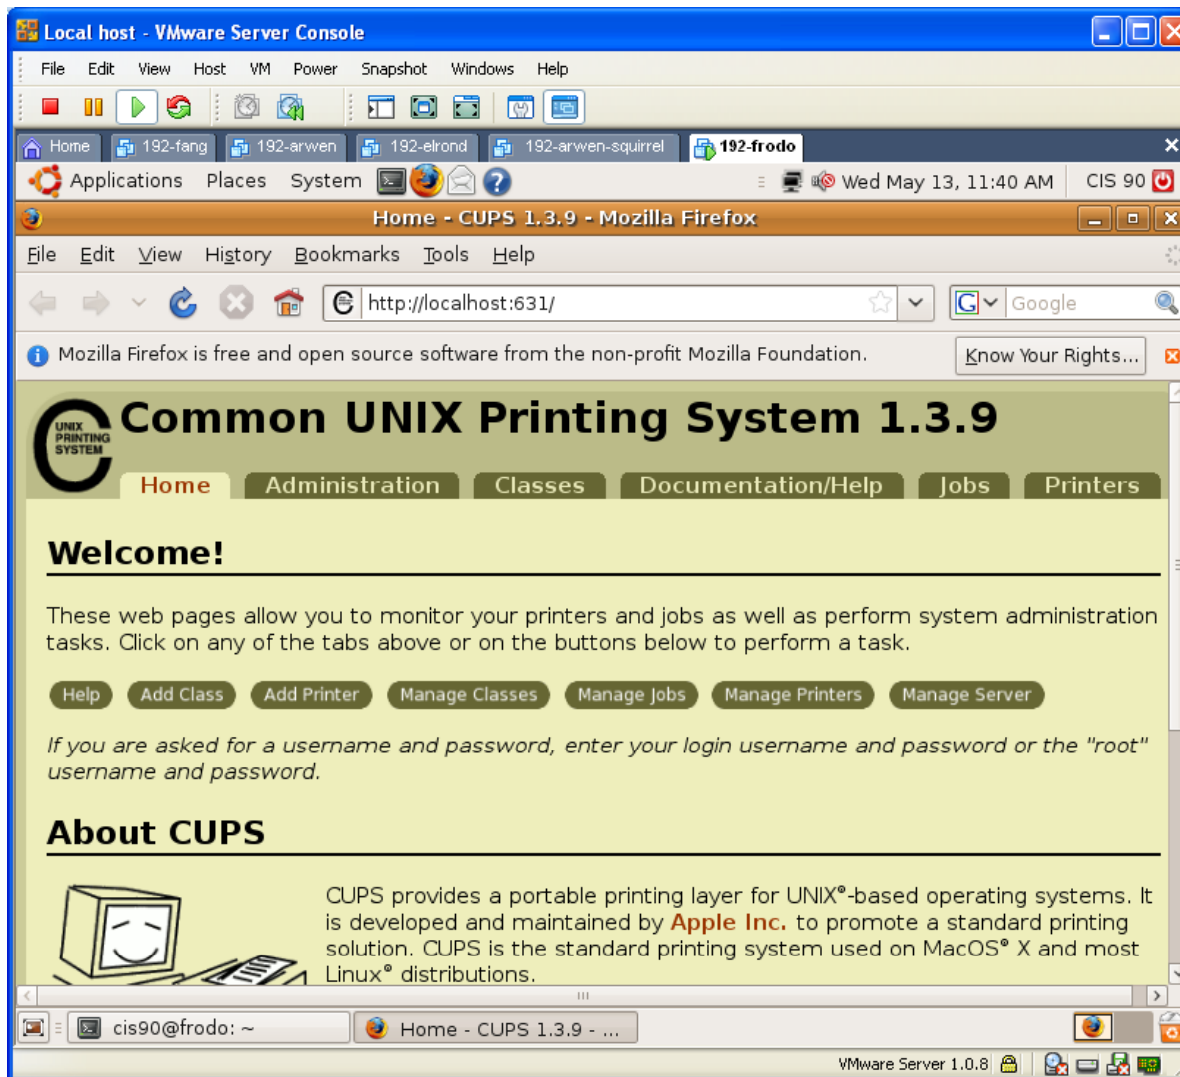 Local host - VMware Server Console
File Edit View Host VM Power Snapshot Windows Help
Home 192-fang 192-arwen 192-elrond 192-arwen-squirrel 192-frodo
Applications Places System Wed May 13, 11:40 AM CIS 90
Home - CUPS 1.3.9 - Mozilla Firefox
File Edit View History Bookmarks Tools Help
http://localhost:631/ Google
Mozilla Firefox is free and open source software from the non-profit Mozilla Foundation. Know Your Rights...
UNIX
PRINTING
SYSTEM
Common UNIX Printing System 1.3.9
Home Administration Classes Documentation/Help Jobs Printers
Welcome!
These web pages allow you to monitor your printers and jobs as well as perform system administration
tasks. Click on any of the tabs above or on the buttons below to perform a task.
Help Add Class Add Printer Manage Classes Manage Jobs Manage Printers Manage Server
If you are asked for a username and password, enter your login username and password or the "root"
username and password.
About CUPS
CUPS provides a portable printing layer for UNIX®-based operating systems. It
is developed and maintained by Apple Inc. to promote a standard printing
solution. CUPS is the standard printing system used on MacOS® X and most
Linux® distributions.
cis90@frodo: ~ Home - CUPS 1.3.9 - ...
VMware Server 1.0.8